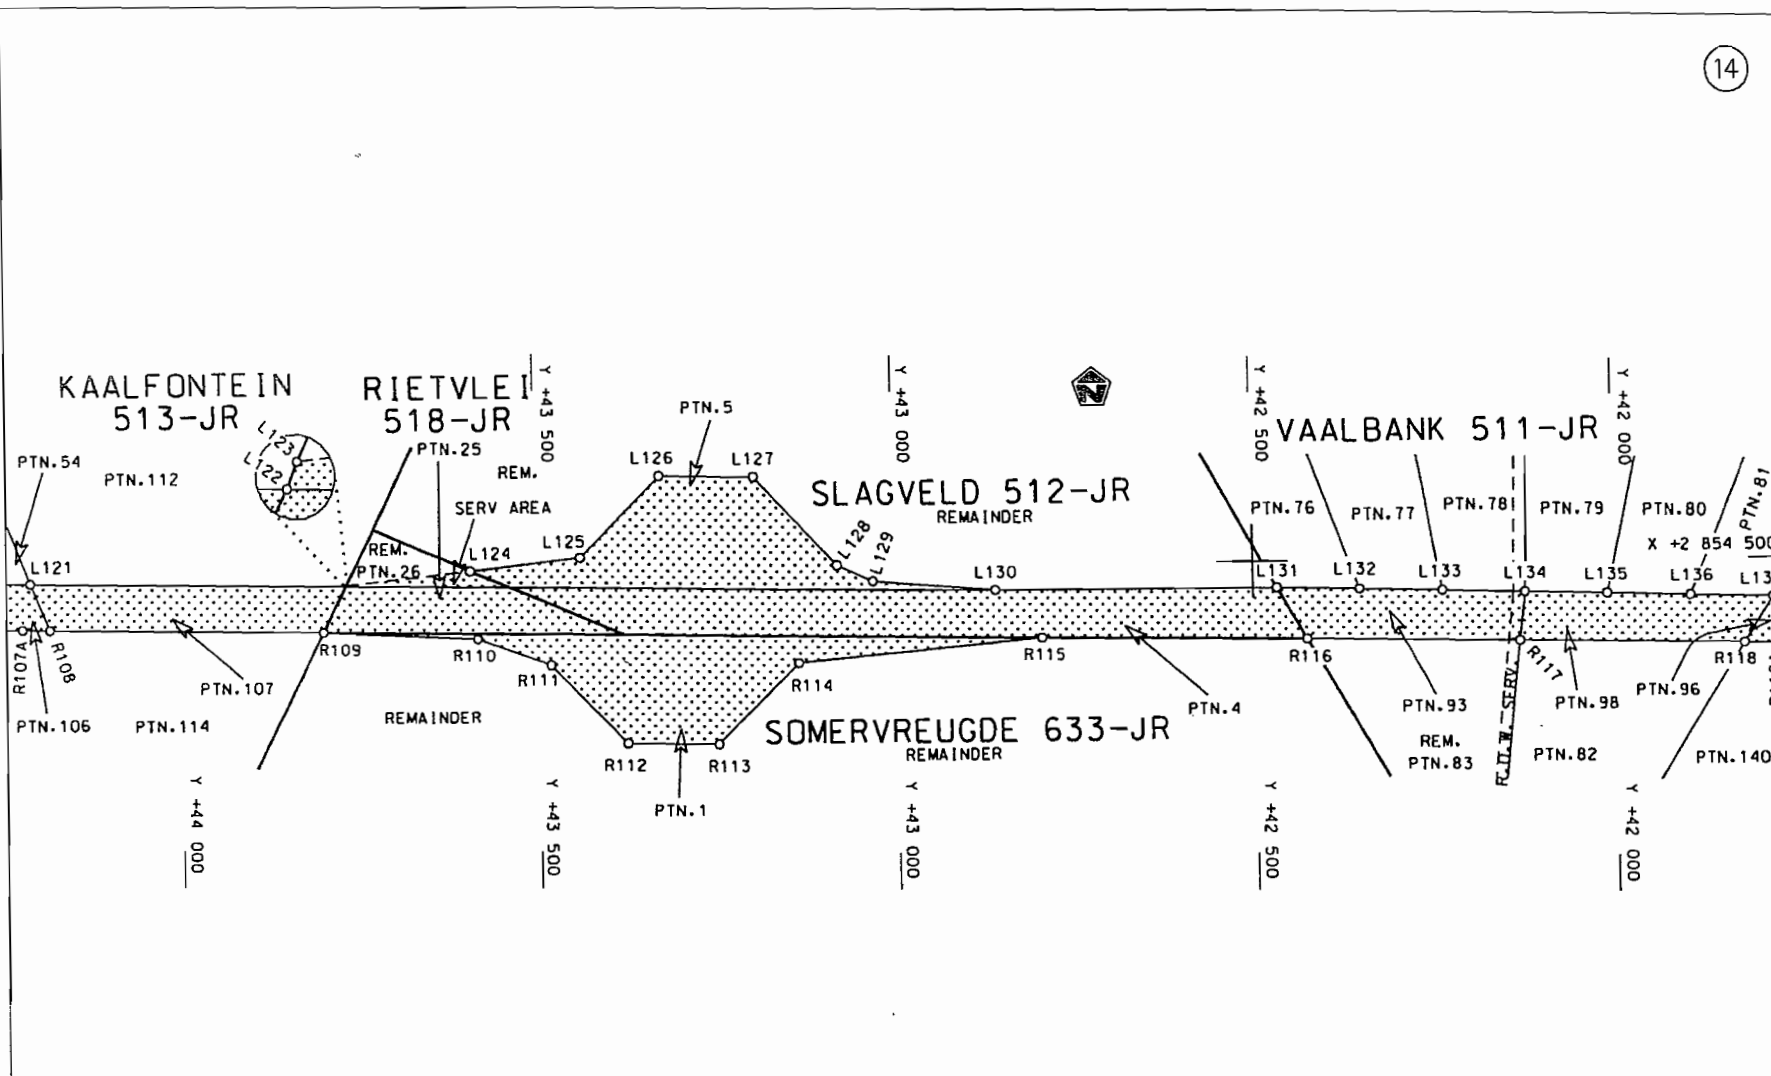 14
KAALFONTEIN
513-JR
RIETVLEI
518-JR
Y +43 500
Y +43 000
Y +42 500
Y +42 000
N
PTN.5
VAALBANK 511-JR
PTN.54
PTN.112
L123
L122
PTN.25
REM.
SERV AREA
L126
L127
SLAGVELD 512-JR
REMAINDER
PTN.76
PTN.77
PTN.78
PTN.79
PTN.80
PTN.81
X +2 854 500
REM.
PTN.26
L121
L124
L125
L128
L129
L130
L131
L132
L133
L134
L135
L136
R107A
R108
R109
R110
R111
R112
R113
R114
R115
R116
R117
R118
PTN.106
PTN.114
PTN.107
REMAINDER
SOMERVREUGDE 633-JR
REMAINDER
PTN.4
PTN.93
REM.
PTN.83
SERV.
PTN.98
PTN.82
PTN.96
PTN.140
PTN.1
Y +44 000
Y +43 500
Y +43 000
Y +42 500
Y +42 000